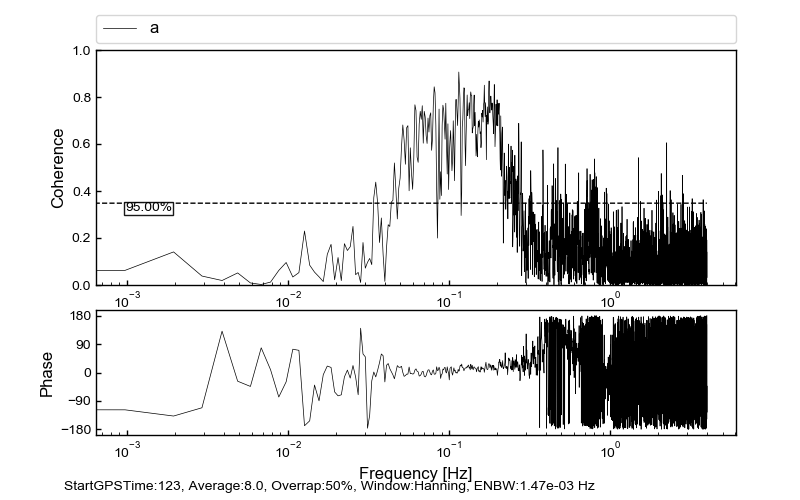 a
1.0
0.8
0.6
0.4
0.2
0.0
Coherence
95.00%
10⁻³ 10⁻² 10⁻¹ 10⁰
180
90
0
−90
−180
Phase
10⁻³ 10⁻² 10⁻¹ 10⁰
Frequency [Hz]
StartGPSTime:123, Average:8.0, Overrap:50%, Window:Hanning, ENBW:1.47e-03 Hz